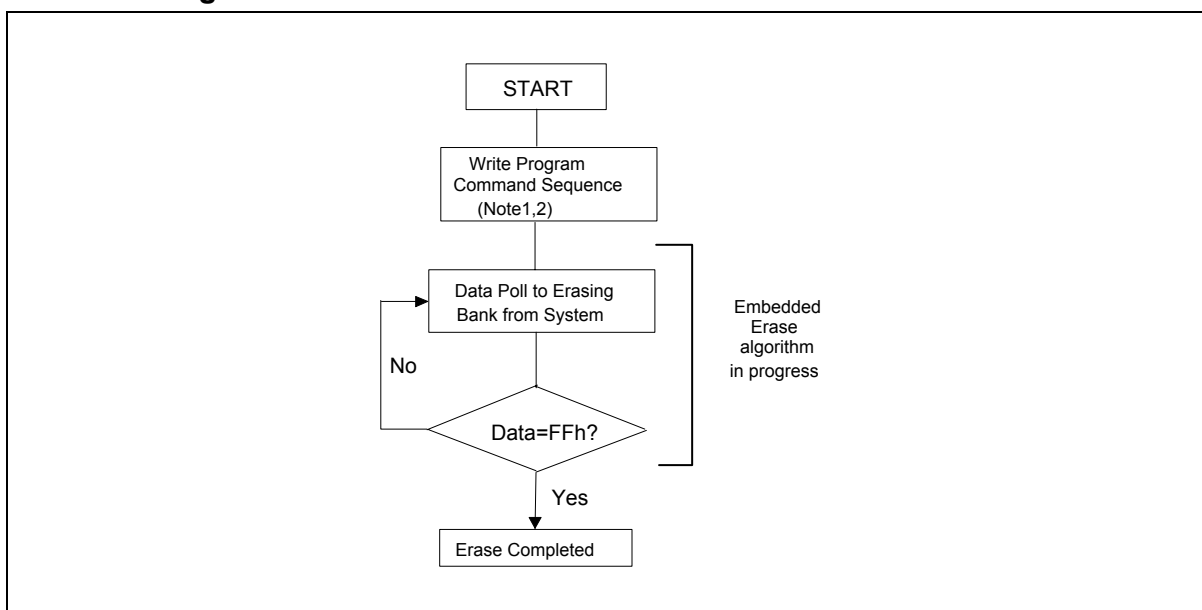 START
Write Program
Command Sequence
(Note1,2)
Data Poll to Erasing
Bank from System
Embedded
Erase
algorithm
in progress
No
Data=FFh?
Yes
Erase Completed